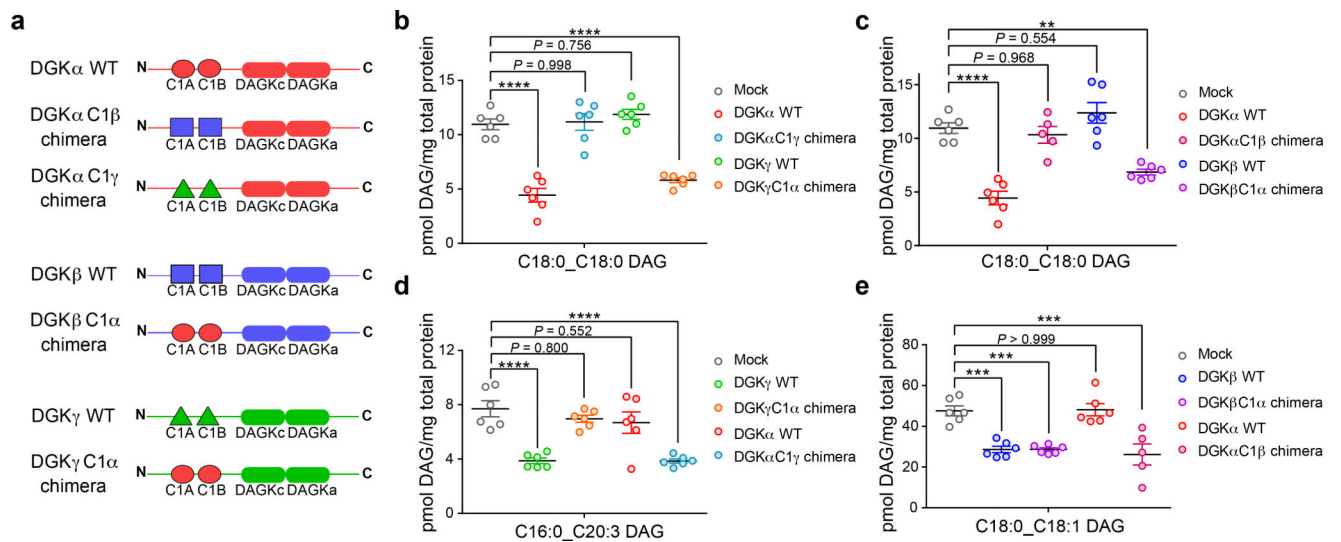 a
DGKα WT
N
C
C1A C1B DAGKc DAGKa
DGKα C1β
chimera
N
C
C1A C1B DAGKc DAGKa
DGKα C1γ
chimera
N
C
C1A C1B DAGKc DAGKa
DGKβ WT
N
C
C1A C1B DAGKc DAGKa
DGKβ C1α
chimera
N
C
C1A C1B DAGKc DAGKa
DGKγ WT
N
C
C1A C1B DAGKc DAGKa
DGKγ C1α
chimera
N
C
C1A C1B DAGKc DAGKa
b
pmol DAG/mg total protein
15
10
5
0
****
P = 0.756
P = 0.998
****
C18:0_C18:0 DAG
Mock
DGKα WT
DGKαC1γ chimera
DGKγ WT
DGKγC1α chimera
c
pmol DAG/mg total protein
15
10
5
0
**
P = 0.554
P = 0.968
****
C18:0_C18:0 DAG
Mock
DGKα WT
DGKαC1β chimera
DGKβ WT
DGKβC1α chimera
d
pmol DAG/mg total protein
12
8
4
0
****
P = 0.552
P = 0.800
****
C16:0_C20:3 DAG
Mock
DGKγ WT
DGKγC1α chimera
DGKα WT
DGKαC1γ chimera
e
pmol DAG/mg total protein
80
60
40
20
0
***
P > 0.999
***
***
C18:0_C18:1 DAG
Mock
DGKβ WT
DGKβC1α chimera
DGKα WT
DGKαC1β chimera